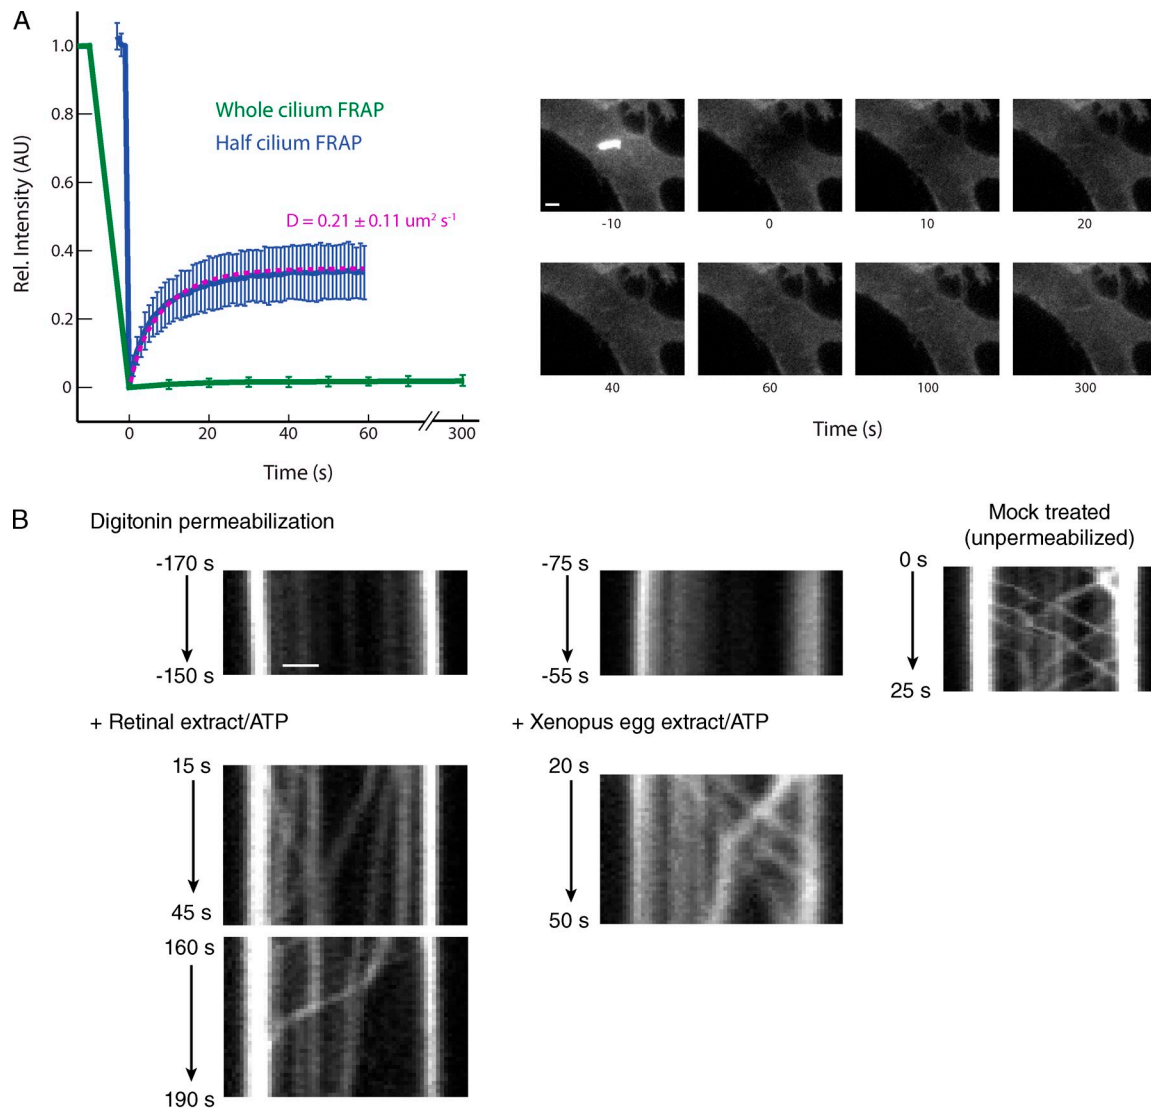 A
1.0
0.8
0.6
0.4
0.2
0
Rel. Intensity (AU)
Whole cilium FRAP
Half cilium FRAP
D = 0.21 ± 0.11 um² s⁻¹
0 20 40 60 300
Time (s)
-10 0 10 20
40 60 100 300
Time (s)
B
Digitonin permeabilization
Mock treated
(unpermeabilized)
-170 s
-150 s
-75 s
-55 s
0 s
25 s
+ Retinal extract/ATP
+ Xenopus egg extract/ATP
15 s
45 s
20 s
50 s
160 s
190 s